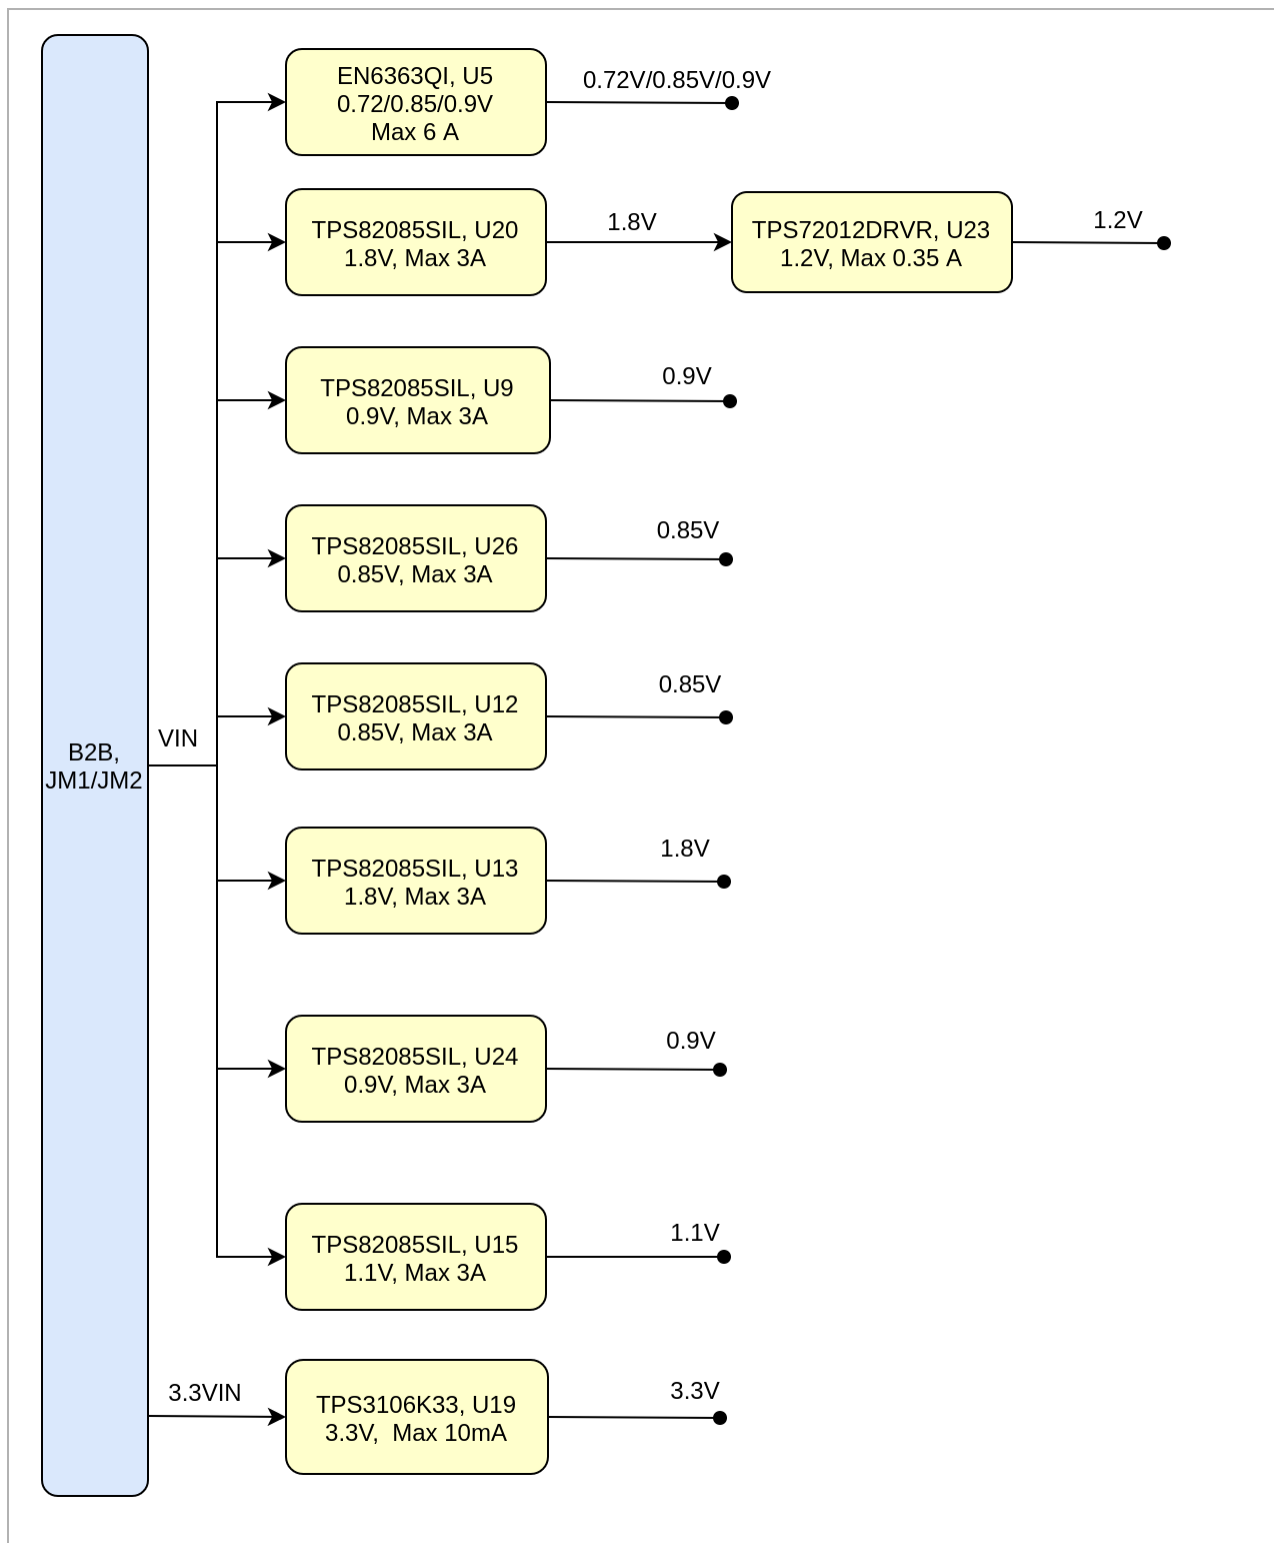 EN6363QI, U5
0.72/0.85/0.9V
Max 6 A
0.72V/0.85V/0.9V
TPS82085SIL, U20
1.8V, Max 3A
1.8V
TPS72012DRVR, U23
1.2V, Max 0.35 A
1.2V
TPS82085SIL, U9
0.9V, Max 3A
0.9V
TPS82085SIL, U26
0.85V, Max 3A
0.85V
TPS82085SIL, U12
0.85V, Max 3A
0.85V
B2B,
JM1/JM2
VIN
TPS82085SIL, U13
1.8V, Max 3A
1.8V
TPS82085SIL, U24
0.9V, Max 3A
0.9V
TPS82085SIL, U15
1.1V, Max 3A
1.1V
3.3VIN
TPS3106K33, U19
3.3V,  Max 10mA
3.3V